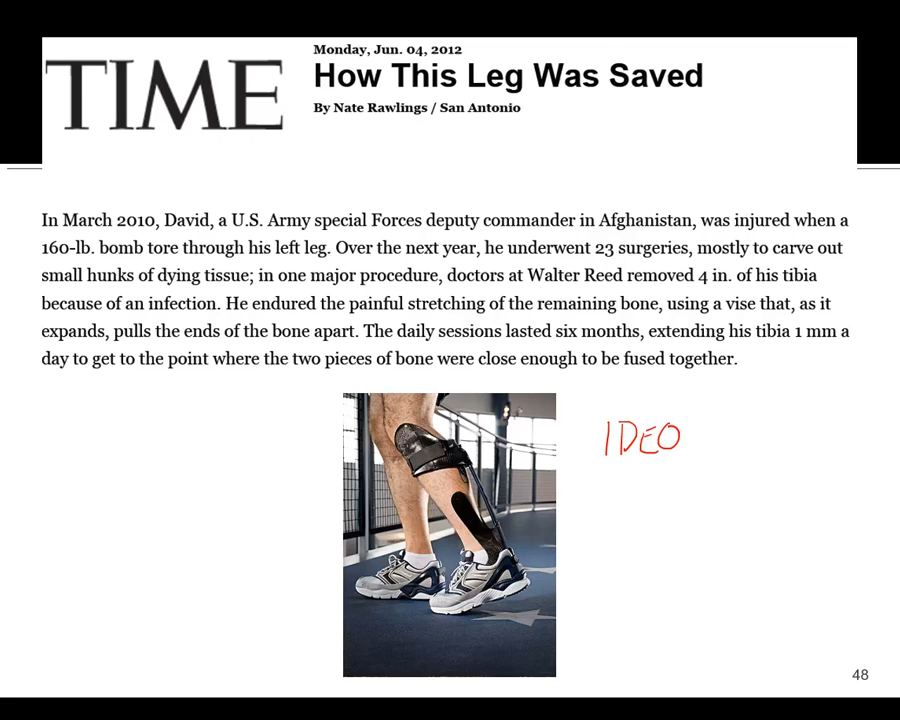 TIME
Monday, Jun. 04, 2012
How This Leg Was Saved
By Nate Rawlings / San Antonio
In March 2010, David, a U.S. Army special Forces deputy commander in Afghanistan, was injured when a
160-lb. bomb tore through his left leg. Over the next year, he underwent 23 surgeries, mostly to carve out
small hunks of dying tissue; in one major procedure, doctors at Walter Reed removed 4 in. of his tibia
because of an infection. He endured the painful stretching of the remaining bone, using a vise that, as it
expands, pulls the ends of the bone apart. The daily sessions lasted six months, extending his tibia 1 mm a
day to get to the point where the two pieces of bone were close enough to be fused together.
IDEO
48